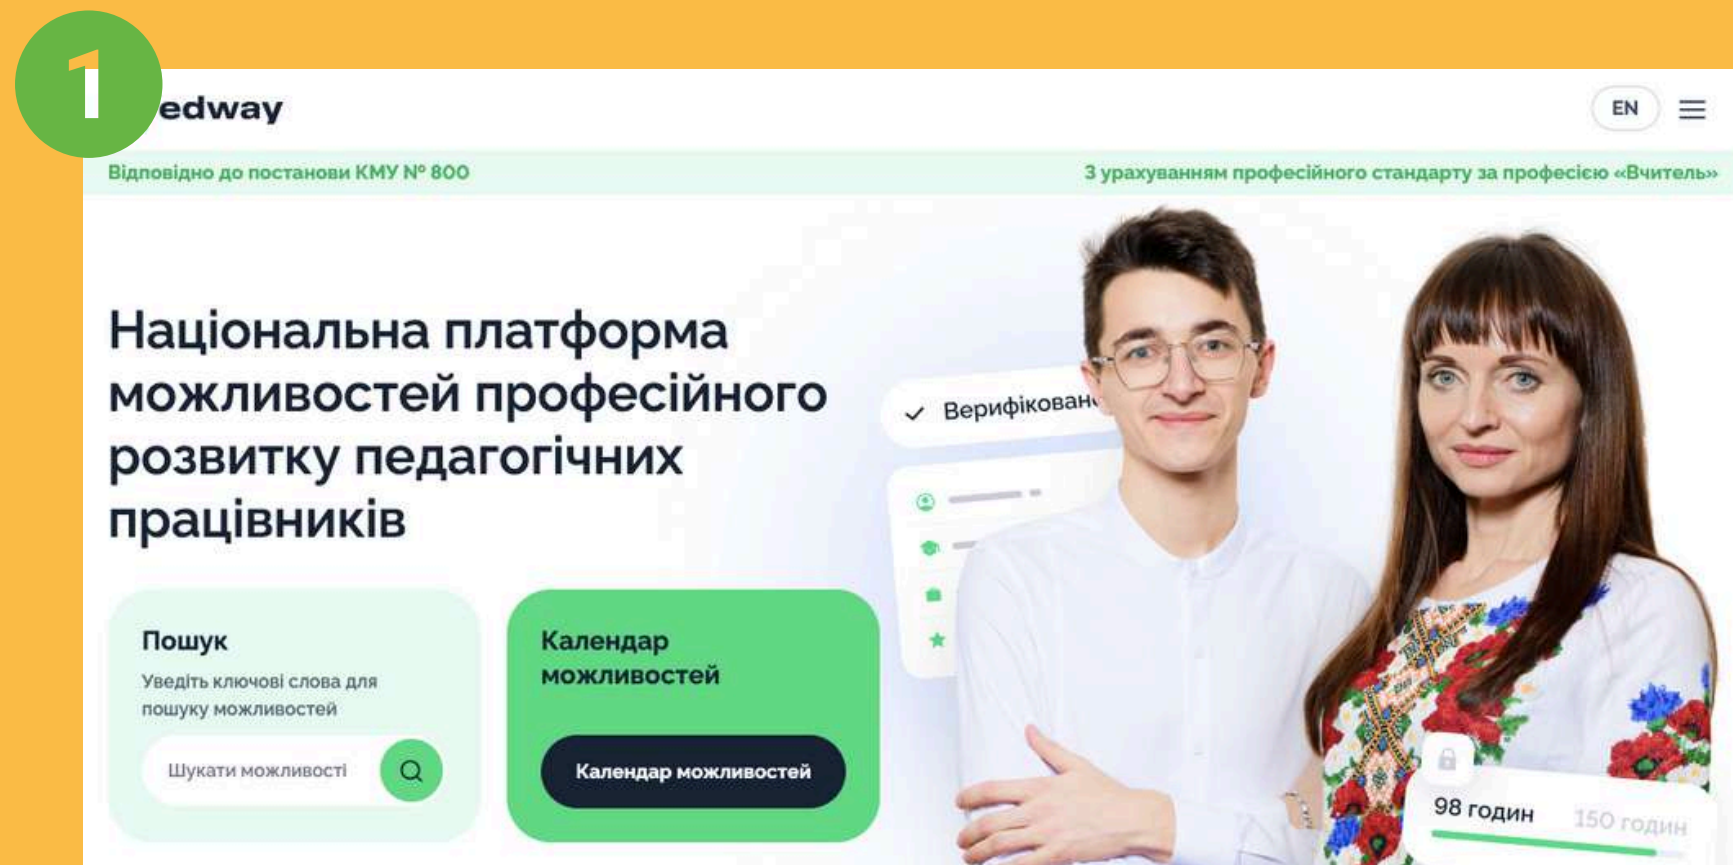 1
edway
EN
Відповідно до постанови КМУ № 800
З урахуванням професійного стандарту за професією «Вчитель»
Національна платформа
можливостей професійного
розвитку педагогічних
працівників
Верифікован
Пошук
Уведіть ключові слова для
пошуку можливостей
Шукати можливості
Календар
можливостей
Календар можливостей
98 годин
150 годин